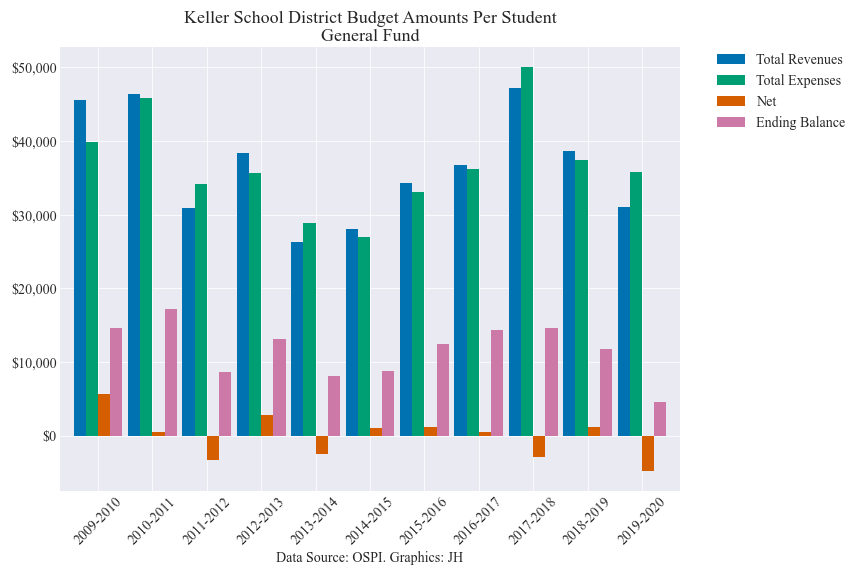 Keller School District Budget Amounts Per Student
General Fund
Total Revenues
Total Expenses
Net
Ending Balance
$50,000
$40,000
$30,000
$20,000
$10,000
$0
2009-2010
2010-2011
2011-2012
2012-2013
2013-2014
2014-2015
2015-2016
2016-2017
2017-2018
2018-2019
2019-2020
Data Source: OSPI. Graphics: JH